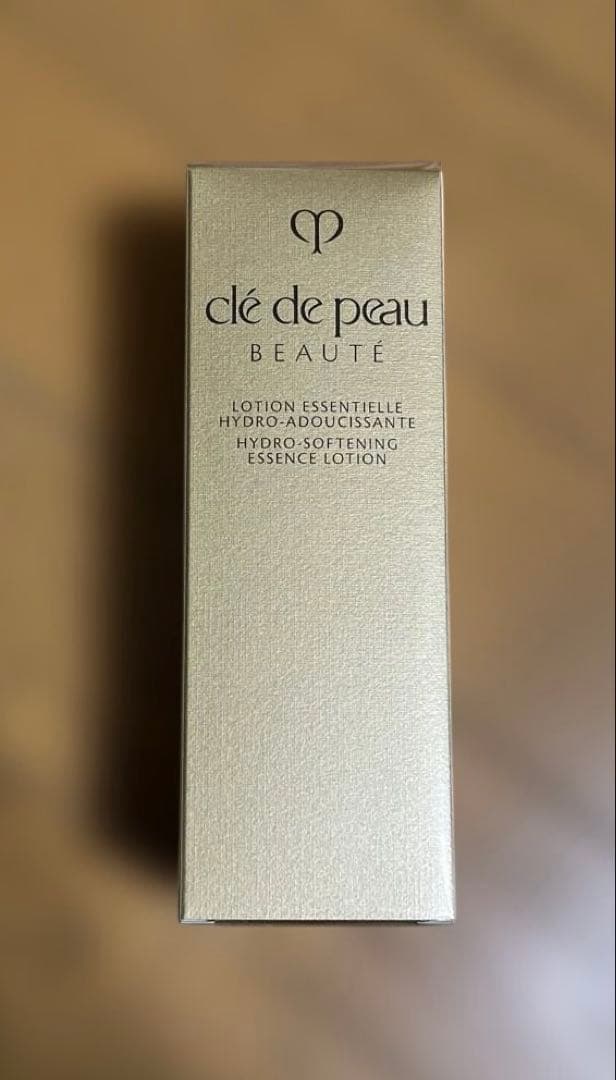 clé de peau
BEAUTÉ
LOTION ESSENTIELLE
HYDRO-ADOUCISSANTE
HYDRO-SOFTENING
ESSENCE LOTION